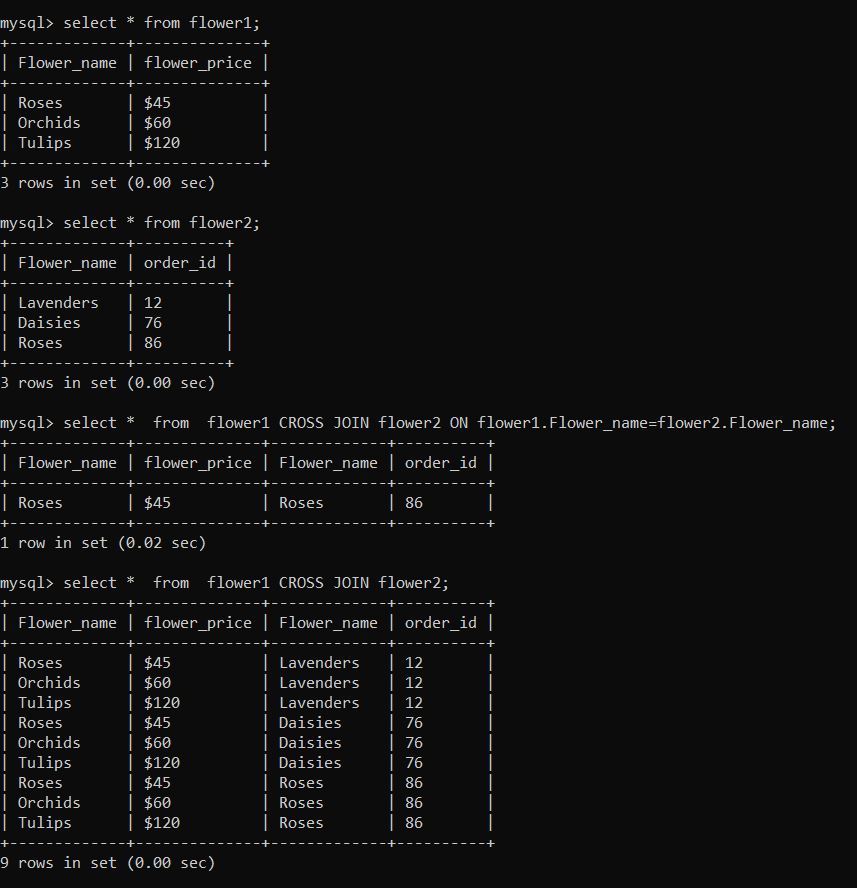 mysql> select * from flower1;
+-------------+--------------+
| Flower_name | flower_price |
+-------------+--------------+
| Roses       | $45          |
| Orchids     | $60          |
| Tulips      | $120         |
+-------------+--------------+
3 rows in set (0.00 sec)

mysql> select * from flower2;
+-------------+----------+
| Flower_name | order_id |
+-------------+----------+
| Lavenders   | 12       |
| Daisies     | 76       |
| Roses       | 86       |
+-------------+----------+
3 rows in set (0.00 sec)

mysql> select *  from  flower1 CROSS JOIN flower2 ON flower1.Flower_name=flower2.Flower_name;
+-------------+--------------+-------------+----------+
| Flower_name | flower_price | Flower_name | order_id |
+-------------+--------------+-------------+----------+
| Roses       | $45          | Roses       | 86       |
+-------------+--------------+-------------+----------+
1 row in set (0.02 sec)

mysql> select *  from  flower1 CROSS JOIN flower2;
+-------------+--------------+-------------+----------+
| Flower_name | flower_price | Flower_name | order_id |
+-------------+--------------+-------------+----------+
| Roses       | $45          | Lavenders   | 12       |
| Orchids     | $60          | Lavenders   | 12       |
| Tulips      | $120         | Lavenders   | 12       |
| Roses       | $45          | Daisies     | 76       |
| Orchids     | $60          | Daisies     | 76       |
| Tulips      | $120         | Daisies     | 76       |
| Roses       | $45          | Roses       | 86       |
| Orchids     | $60          | Roses       | 86       |
| Tulips      | $120         | Roses       | 86       |
+-------------+--------------+-------------+----------+
9 rows in set (0.00 sec)